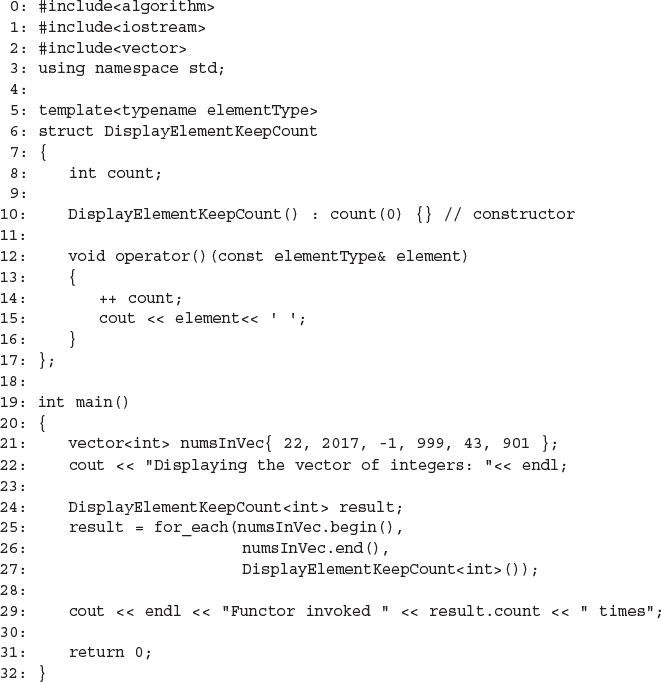 0: #include<algorithm>
1: #include<iostream>
2: #include<vector>
3: using namespace std;
4:
5: template<typename elementType>
6: struct DisplayElementKeepCount
7: {
8:    int count;
9:
10:    DisplayElementKeepCount() : count(0) {} // constructor
11:
12:    void operator()(const elementType& element)
13:    {
14:       ++ count;
15:       cout << element<< ' ';
16:    }
17: };
18:
19: int main()
20: {
21:    vector<int> numsInVec{ 22, 2017, -1, 999, 43, 901 };
22:    cout << "Displaying the vector of integers: "<< endl;
23:
24:    DisplayElementKeepCount<int> result;
25:    result = for_each(numsInVec.begin(),
26:                      numsInVec.end(),
27:                      DisplayElementKeepCount<int>());
28:
29:    cout << endl << "Functor invoked " << result.count << " times";
30:
31:    return 0;
32: }